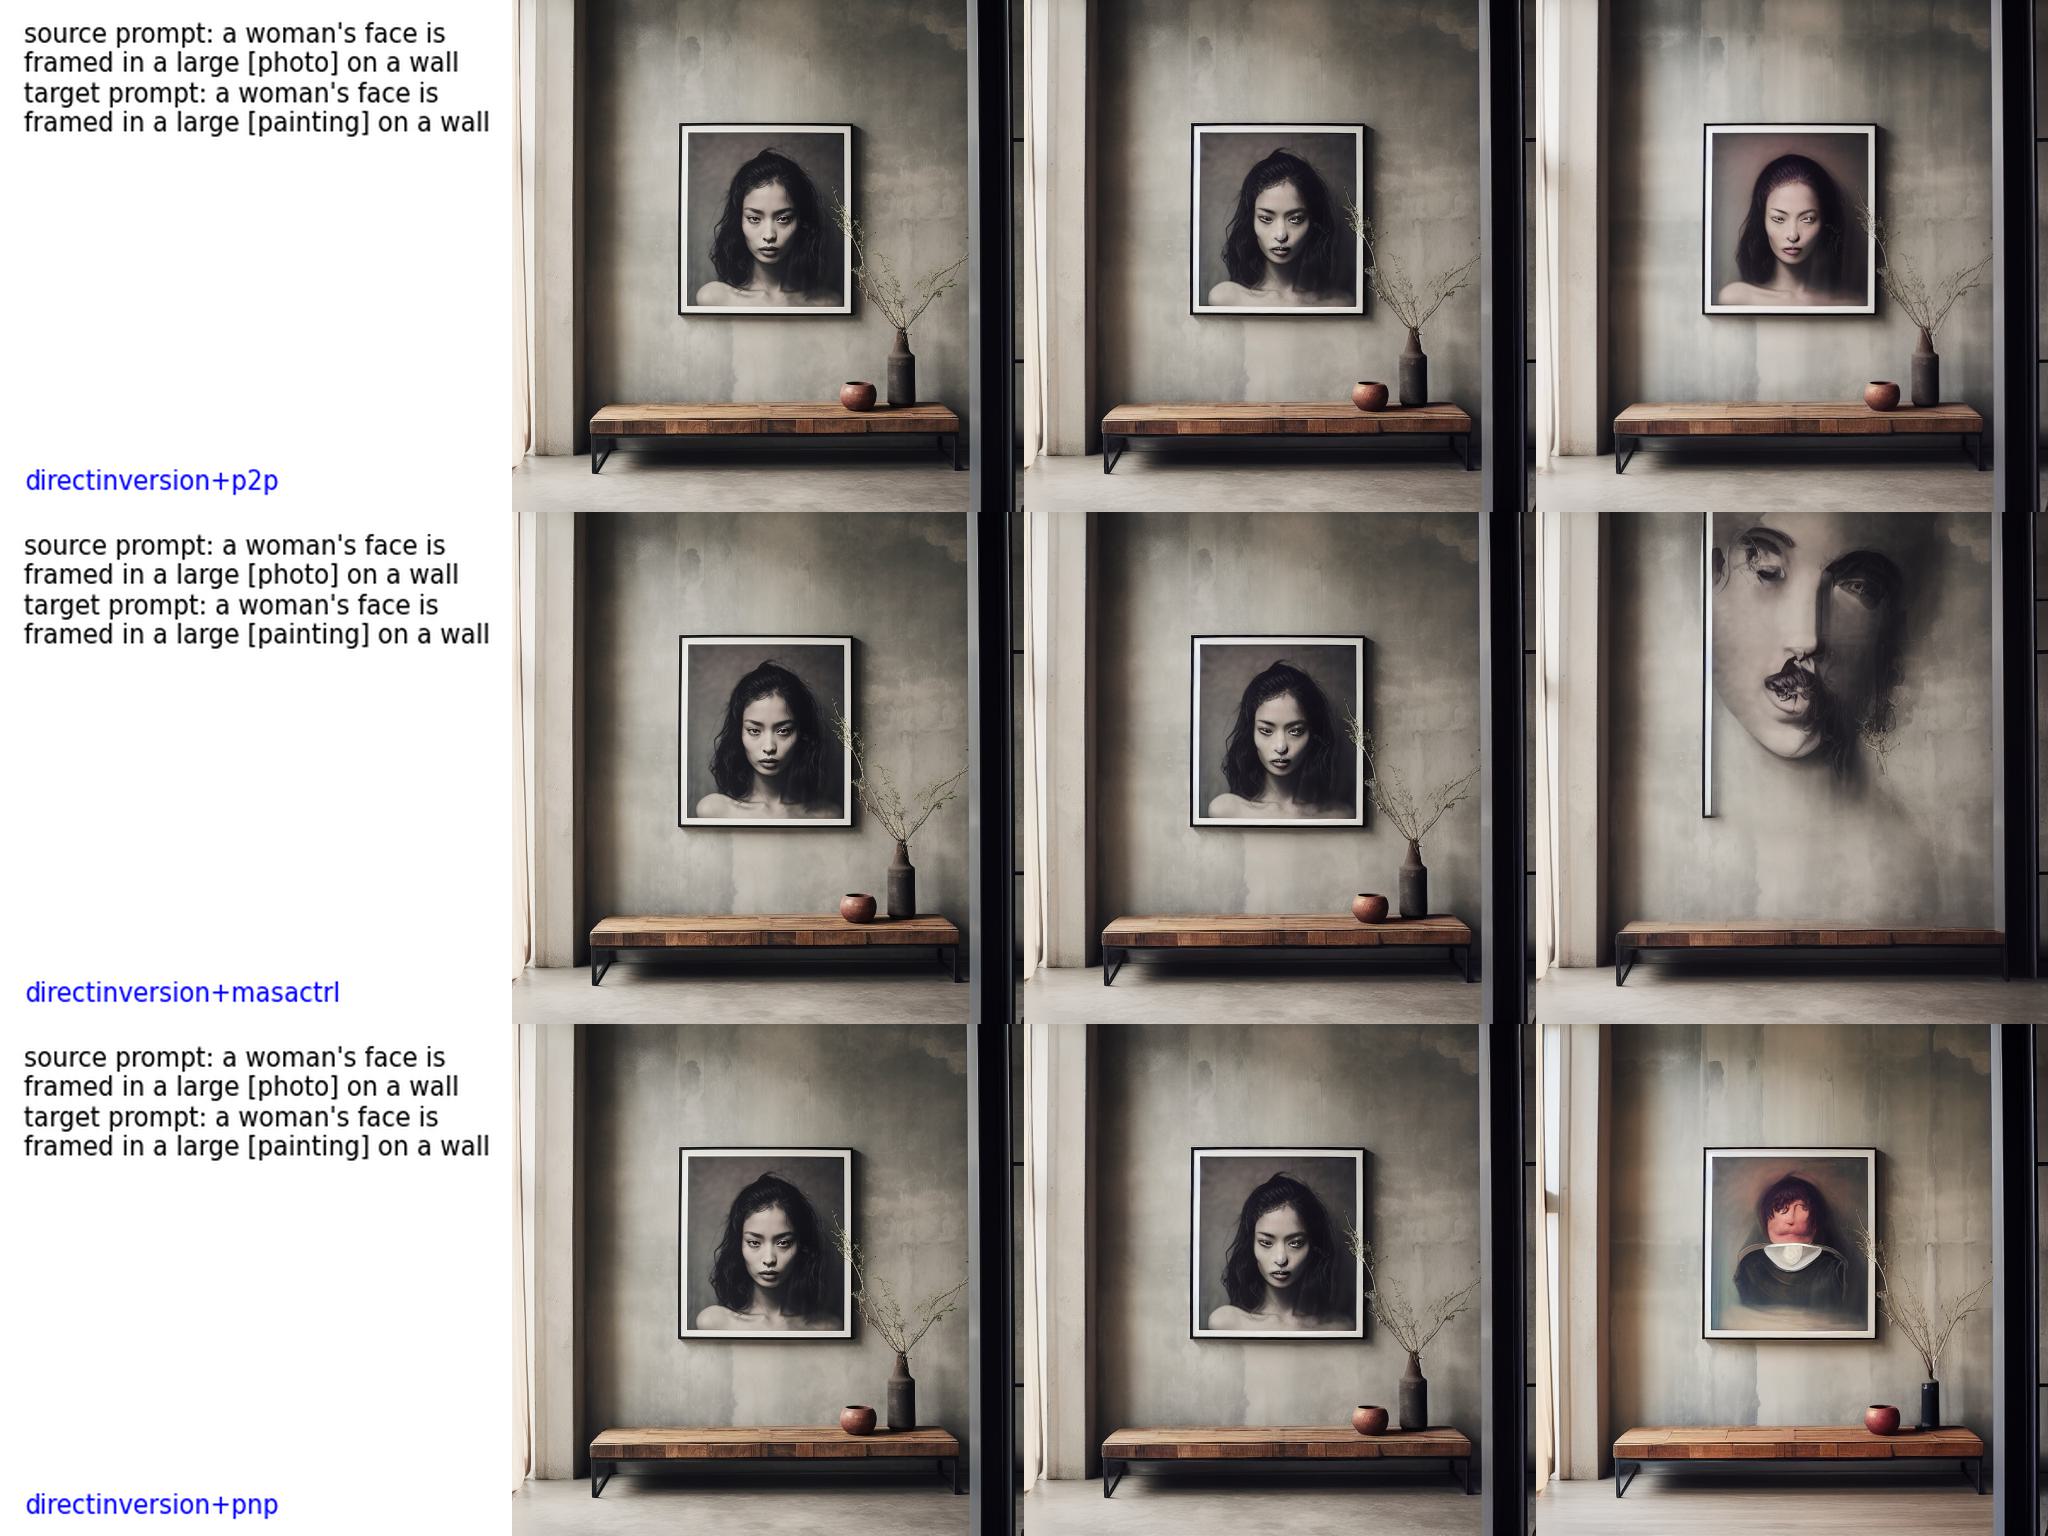 source prompt: a woman's face is
framed in a large [photo] on a wall
target prompt: a woman's face is
framed in a large [painting] on a wall
directinversion+p2p
source prompt: a woman's face is
framed in a large [photo] on a wall
target prompt: a woman's face is
framed in a large [painting] on a wall
directinversion+masactrl
source prompt: a woman's face is
framed in a large [photo] on a wall
target prompt: a woman's face is
framed in a large [painting] on a wall
directinversion+pnp